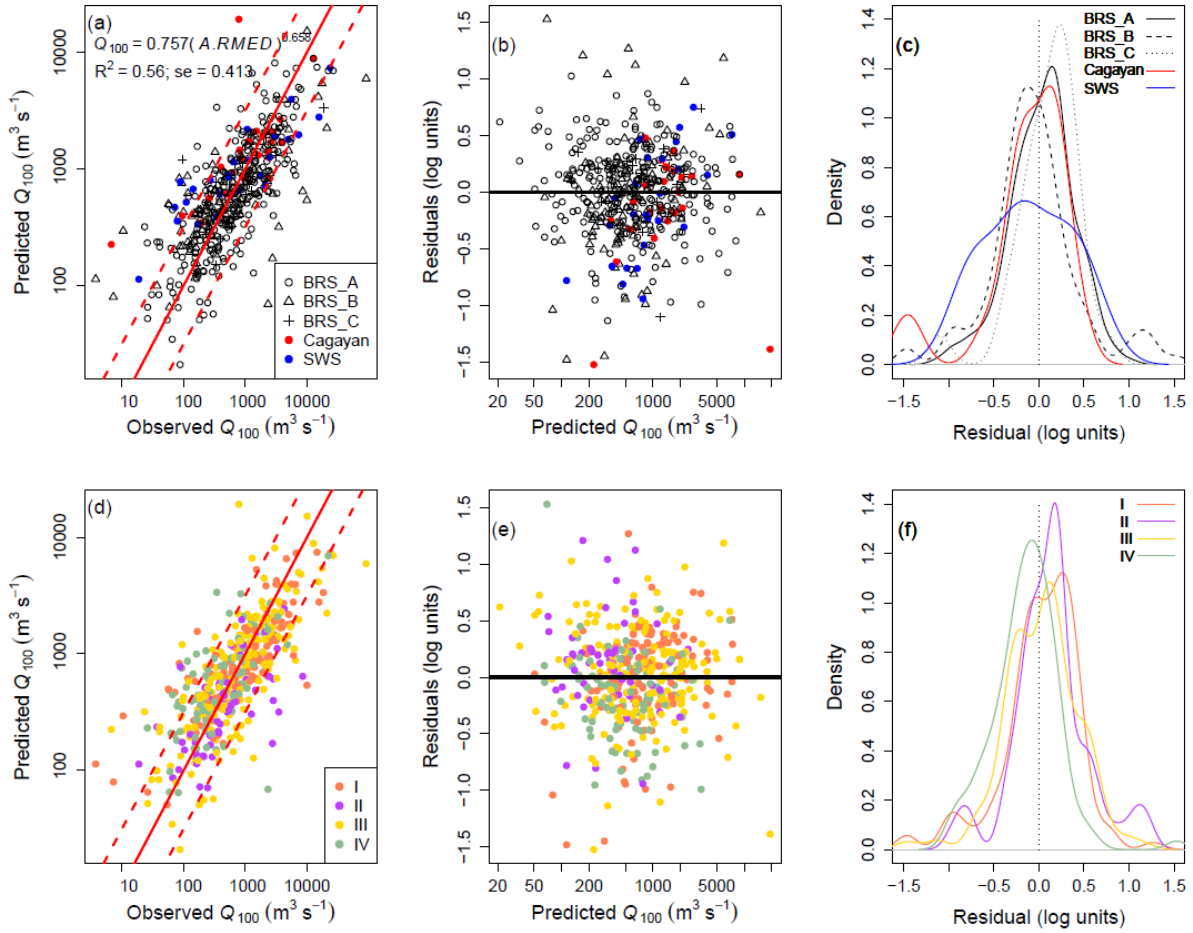 (a)
Q100 = 0.757(A.RMED)^0.658
R2 = 0.56; se = 0.413
Predicted Q100 (m3 s−1)
10000
1000
100
BRS_A
BRS_B
BRS_C
Cagayan
SWS
10 100 1000 10000
Observed Q100 (m3 s−1)
(b)
Residuals (log units)
1.5
1.0
0.5
0.0
−0.5
−1.0
−1.5
20 50 200 1000 5000
Predicted Q100 (m3 s−1)
(c)
BRS_A
BRS_B
BRS_C
Cagayan
SWS
Density
1.4
1.2
1.0
0.8
0.6
0.4
0.2
0.0
−1.5 −0.5 0.0 0.5 1.0 1.5
Residual (log units)
(d)
Predicted Q100 (m3 s−1)
10000
1000
100
I
II
III
IV
10 100 1000 10000
Observed Q100 (m3 s−1)
(e)
Residuals (log units)
1.5
1.0
0.5
0.0
−0.5
−1.0
−1.5
20 50 200 1000 5000
Predicted Q100 (m3 s−1)
(f)
I
II
III
IV
Density
1.4
1.2
1.0
0.8
0.6
0.4
0.2
0.0
−1.5 −0.5 0.0 0.5 1.0 1.5
Residual (log units)